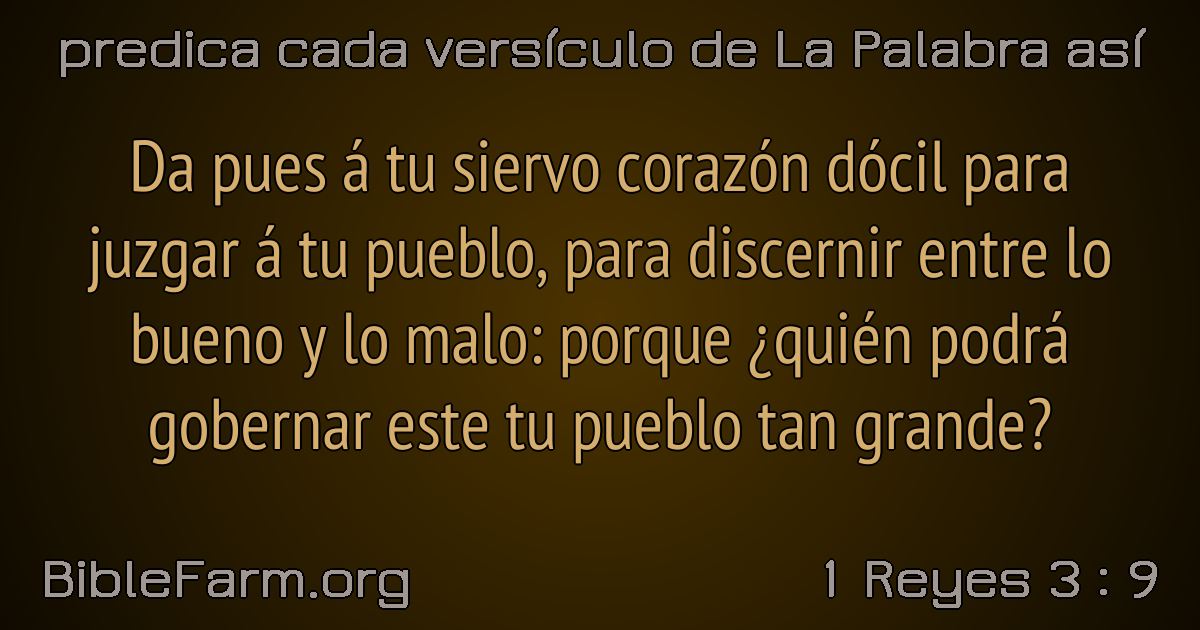 predica cada versículo de La Palabra así
Da pues á tu siervo corazón dócil para
juzgar á tu pueblo, para discernir entre lo
bueno y lo malo: porque ¿quién podrá
gobernar este tu pueblo tan grande?
BibleFarm.org
1 Reyes 3 : 9